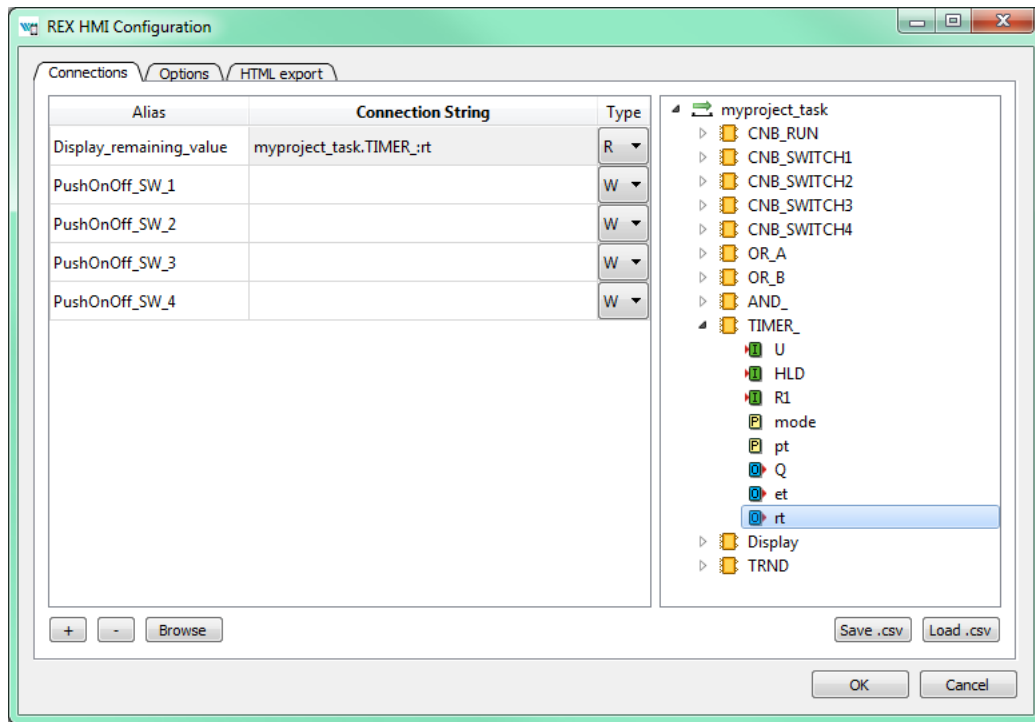 REX HMI Configuration
Connections Options HTML export
Alias Connection String Type
Display_remaining_value myproject_task.TIMER_:rt R
PushOnOff_SW_1 W
PushOnOff_SW_2 W
PushOnOff_SW_3 W
PushOnOff_SW_4 W
myproject_task
CNB_RUN
CNB_SWITCH1
CNB_SWITCH2
CNB_SWITCH3
CNB_SWITCH4
OR_A
OR_B
AND_
TIMER_
I U
I HLD
I R1
P mode
P pt
O Q
O et
O rt
Display
TRND
+ - Browse Save .csv Load .csv
OK Cancel